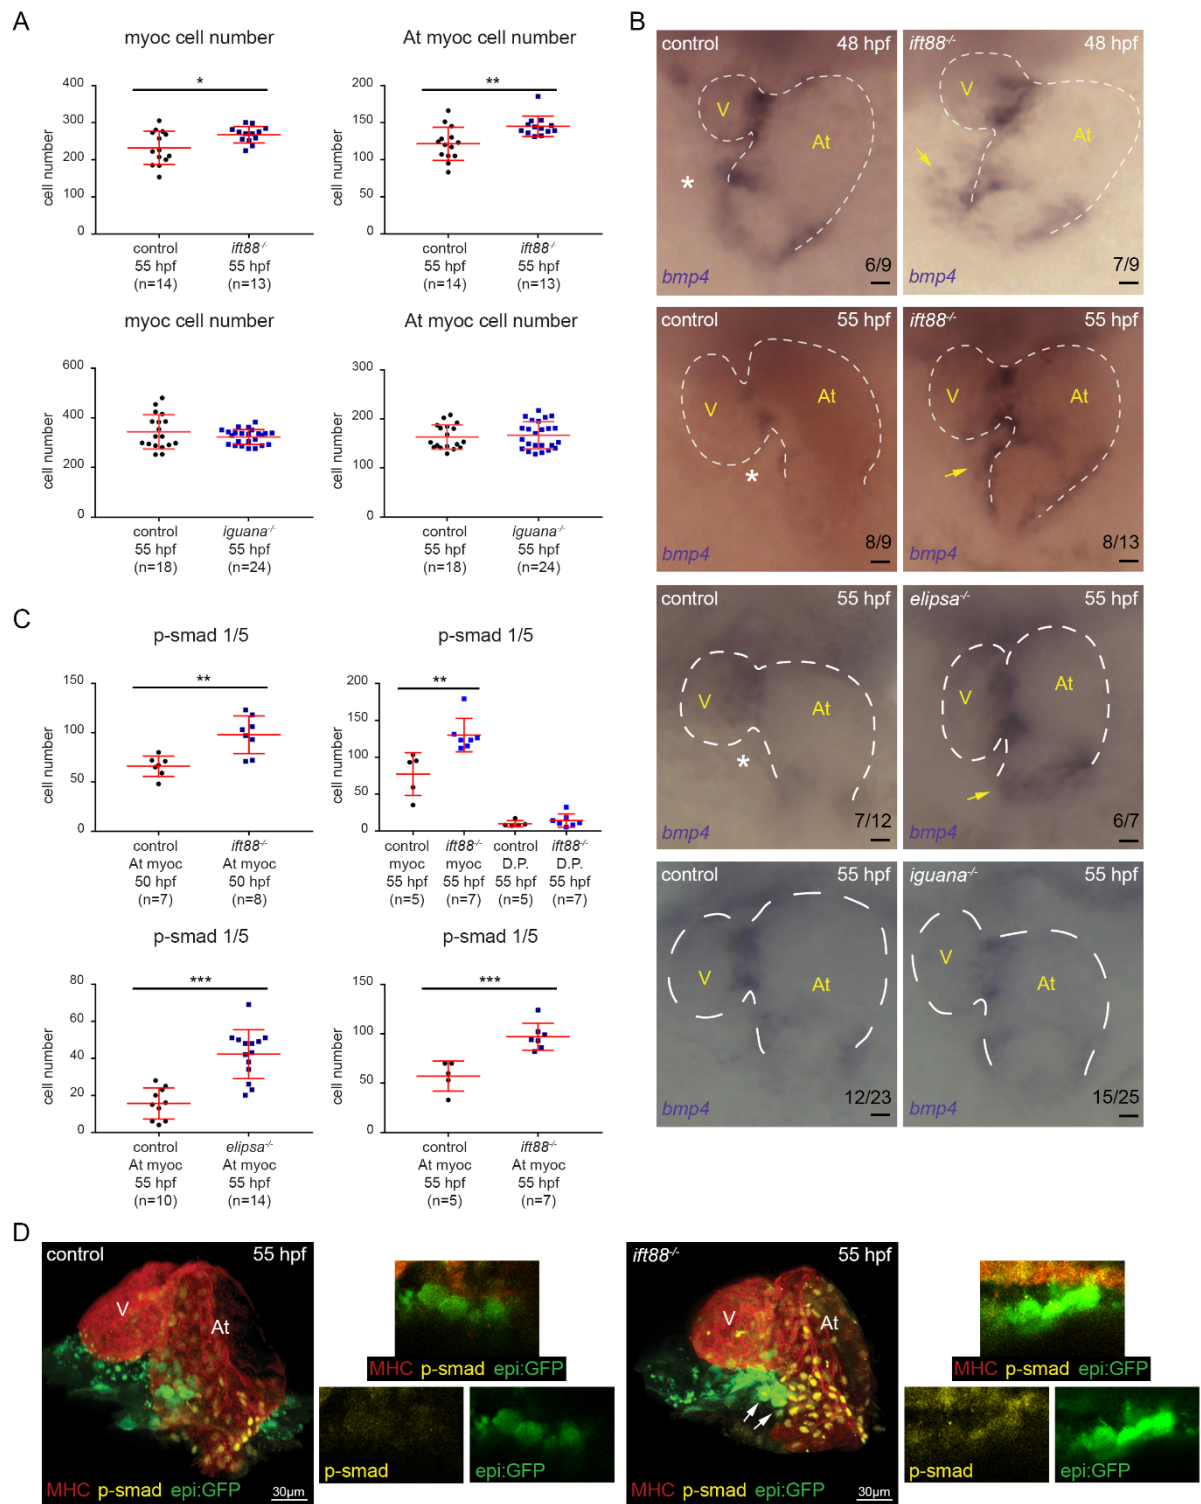 A
myoc cell number
*
400
300
200
100
0
cell number
control
55 hpf
(n=14)
ift88-/-
55 hpf
(n=13)
At myoc cell number
**
200
150
100
50
0
cell number
control
55 hpf
(n=14)
ift88-/-
55 hpf
(n=13)
myoc cell number
600
400
200
0
cell number
control
55 hpf
(n=18)
iguana-/-
55 hpf
(n=24)
At myoc cell number
300
200
100
0
cell number
control
55 hpf
(n=18)
iguana-/-
55 hpf
(n=24)
B
control 48 hpf
V
At
*
6/9
bmp4
ift88-/- 48 hpf
V
At
7/9
bmp4
control 55 hpf
V
At
*
8/9
bmp4
ift88-/- 55 hpf
V
At
8/13
bmp4
control 55 hpf
V
At
*
7/12
bmp4
elipsa-/- 55 hpf
V
At
6/7
bmp4
control 55 hpf
V
At
12/23
bmp4
iguana-/- 55 hpf
V
At
15/25
bmp4
C
p-smad 1/5
**
150
100
50
0
cell number
control
At myoc
50 hpf
(n=7)
ift88-/-
At myoc
50 hpf
(n=8)
p-smad 1/5
**
200
150
100
50
0
cell number
control
myoc
55 hpf
(n=5)
ift88-/-
myoc
55 hpf
(n=7)
control
D.P.
55 hpf
(n=5)
ift88-/-
D.P.
55 hpf
(n=7)
p-smad 1/5
***
80
60
40
20
0
cell number
control
At myoc
55 hpf
(n=10)
elipsa-/-
At myoc
55 hpf
(n=14)
p-smad 1/5
***
150
100
50
0
cell number
control
At myoc
55 hpf
(n=5)
ift88-/-
At myoc
55 hpf
(n=7)
D
control 55 hpf
V
At
MHC p-smad epi:GFP 30μm
MHC p-smad epi:GFP
p-smad
epi:GFP
ift88-/- 55 hpf
V
At
MHC p-smad epi:GFP 30μm
MHC p-smad epi:GFP
p-smad
epi:GFP